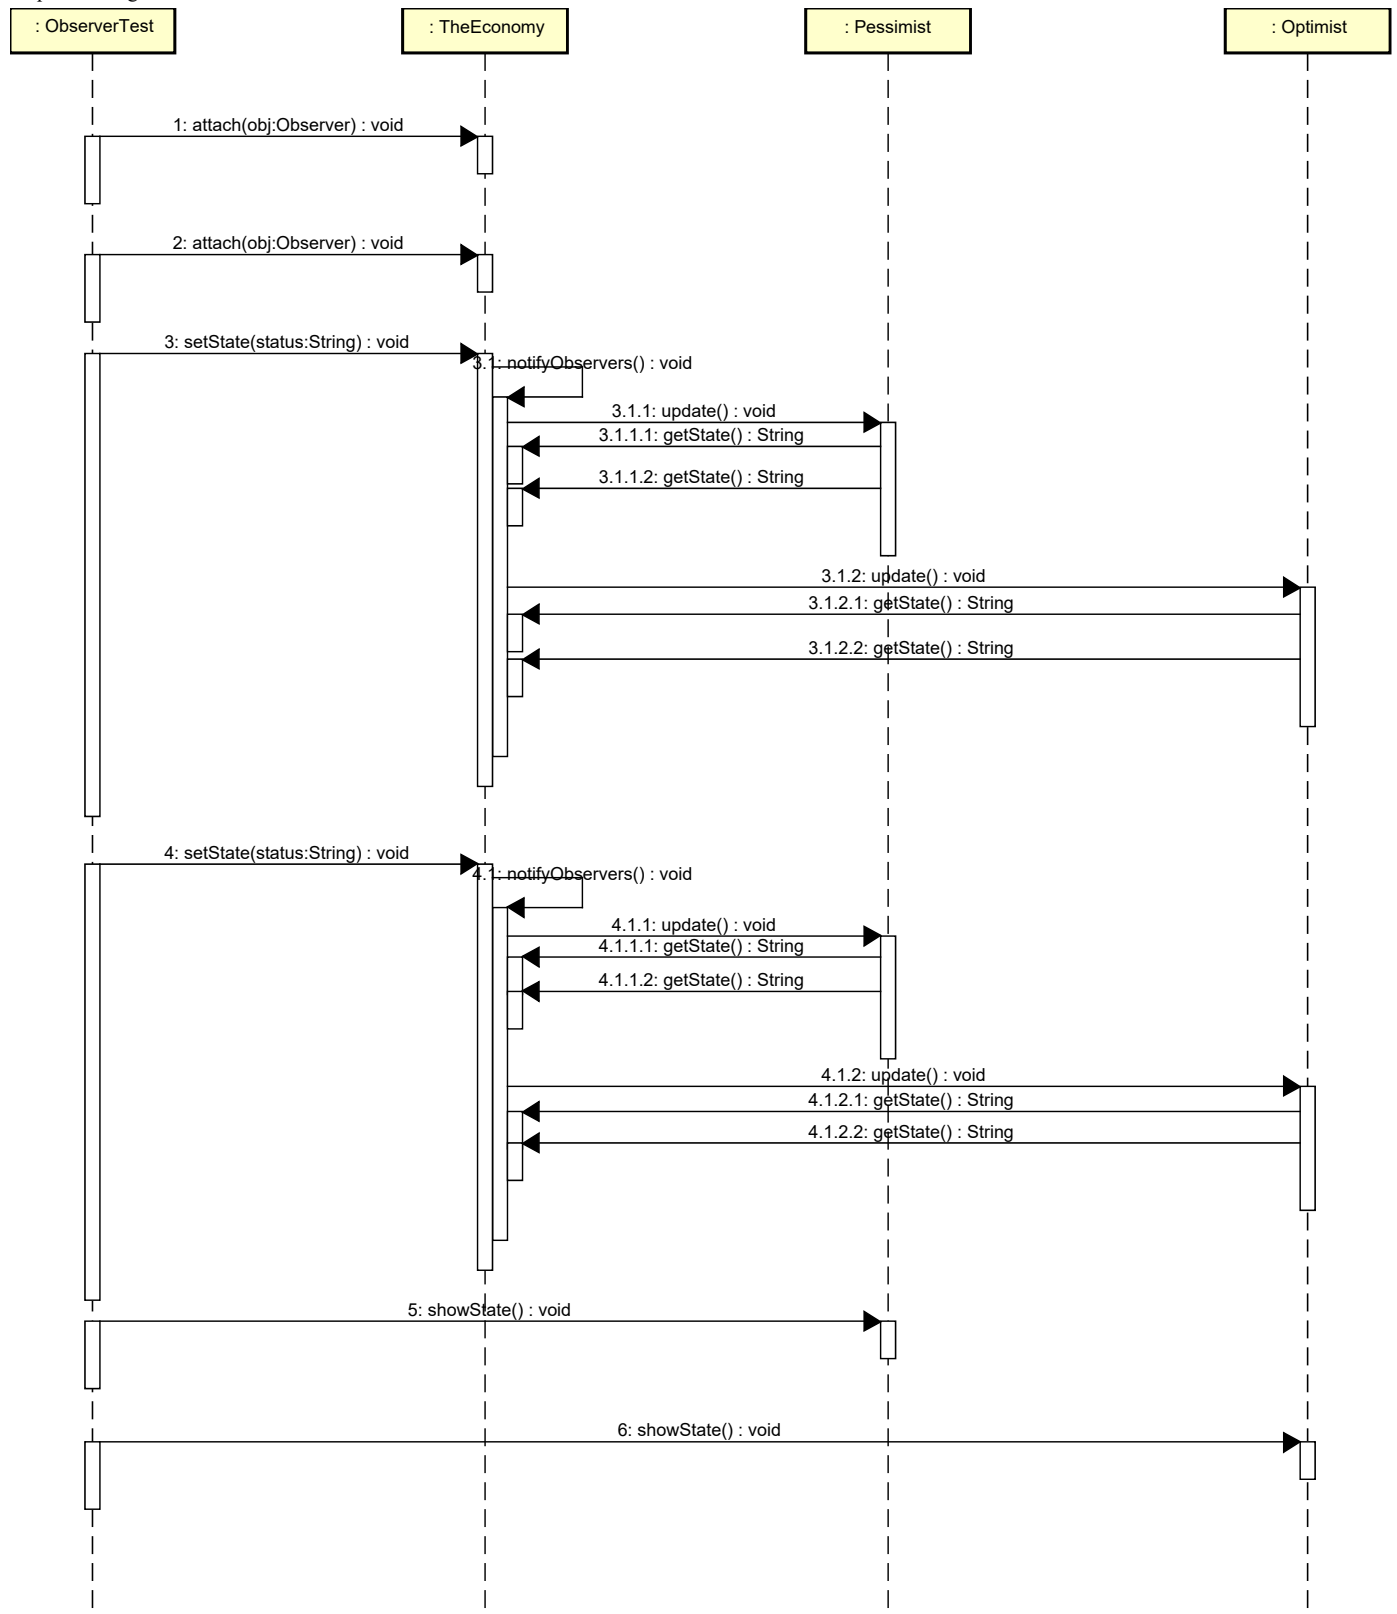 : ObserverTest
: TheEconomy
: Pessimist
: Optimist
1: attach(obj:Observer) : void
2: attach(obj:Observer) : void
3: setState(status:String) : void
3.1: notifyObservers() : void
3.1.1: update() : void
3.1.1.1: getState() : String
3.1.1.2: getState() : String
3.1.2: update() : void
3.1.2.1: getState() : String
3.1.2.2: getState() : String
4: setState(status:String) : void
4.1: notifyObservers() : void
4.1.1: update() : void
4.1.1.1: getState() : String
4.1.1.2: getState() : String
4.1.2: update() : void
4.1.2.1: getState() : String
4.1.2.2: getState() : String
5: showState() : void
6: showState() : void